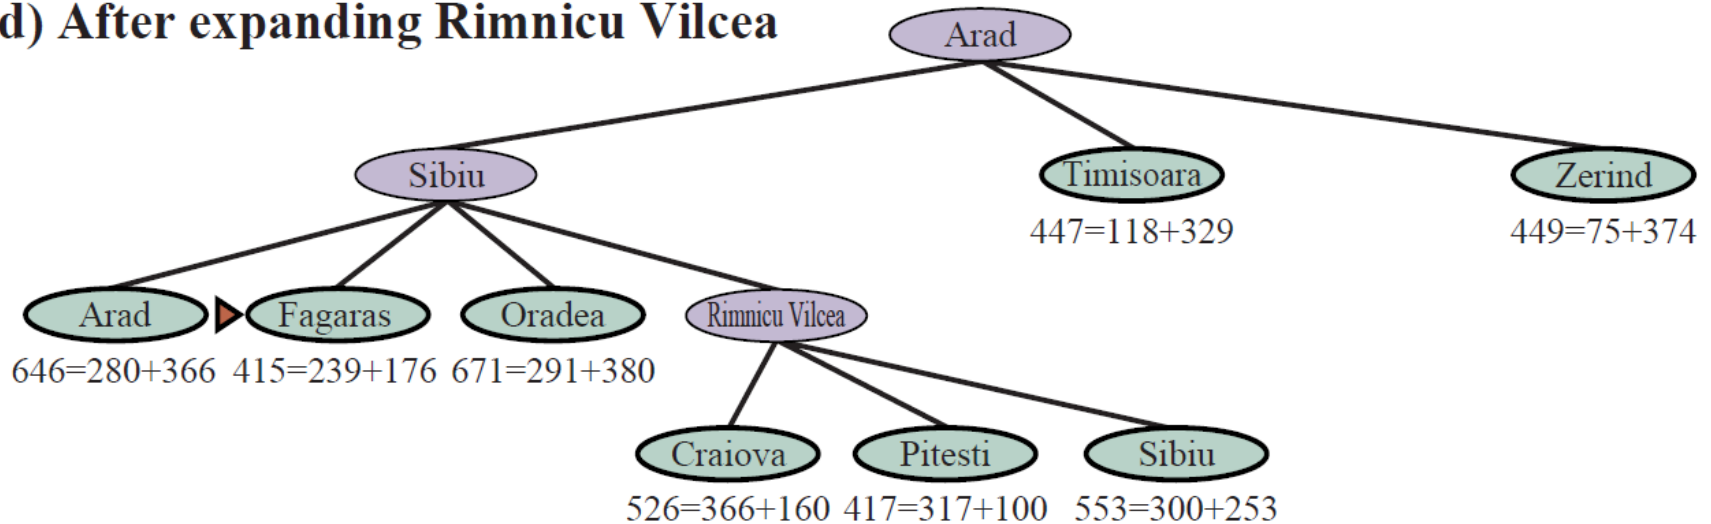 d) After expanding Rimnicu Vilcea
Arad
Sibiu Timisoara Zerind
447=118+329 449=75+374
Arad Fagaras Oradea Rimnicu Vilcea
646=280+366 415=239+176 671=291+380
Craiova Pitesti Sibiu
526=366+160 417=317+100 553=300+253